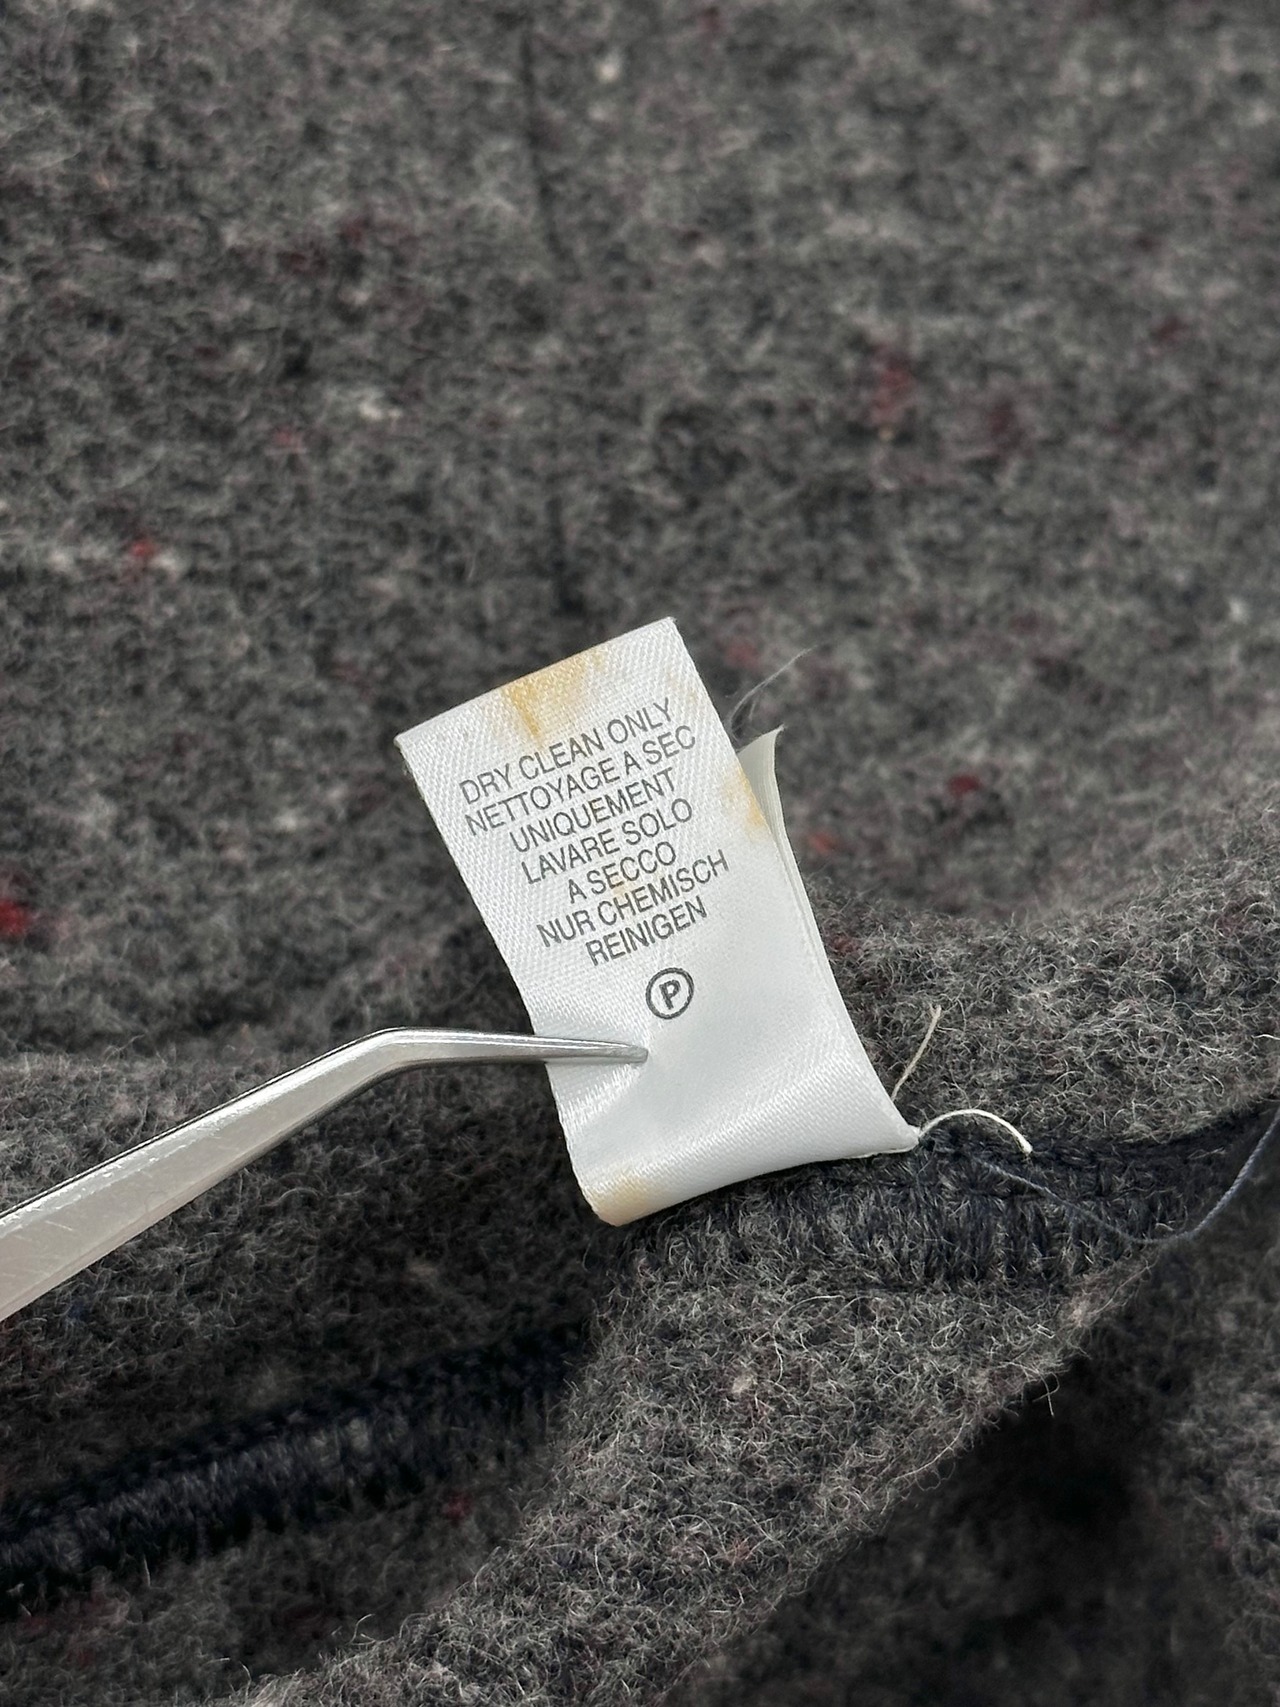 DRY CLEAN ONLY
NETTOYAGE A SEC
UNIQUEMENT
LAVARE SOLO
A SECCO
NUR CHEMISCH
REINIGEN
P